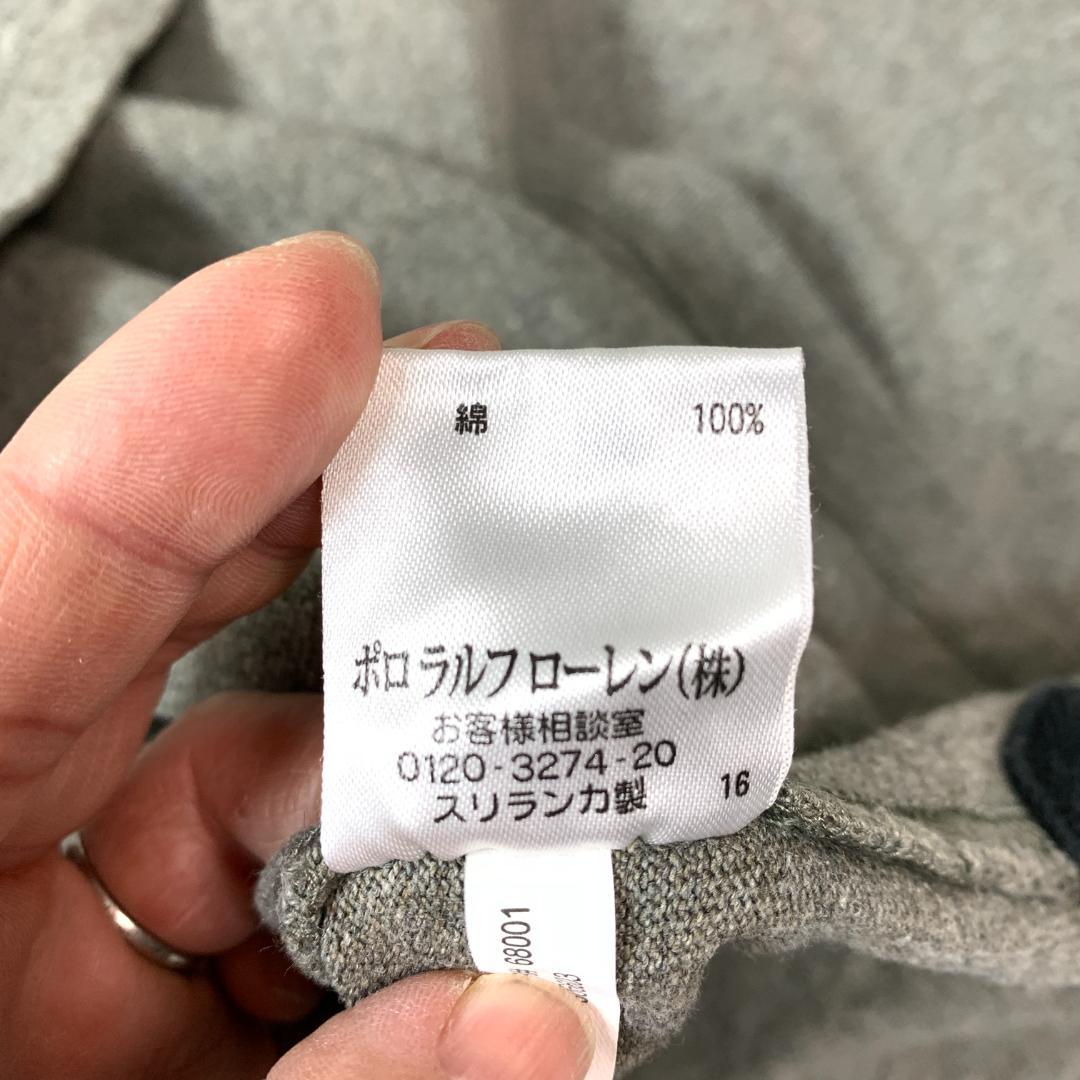 綿 100%
ポロ ラルフ ローレン(株)
お客様相談室
0120-3274-20
スリランカ製 16
68001